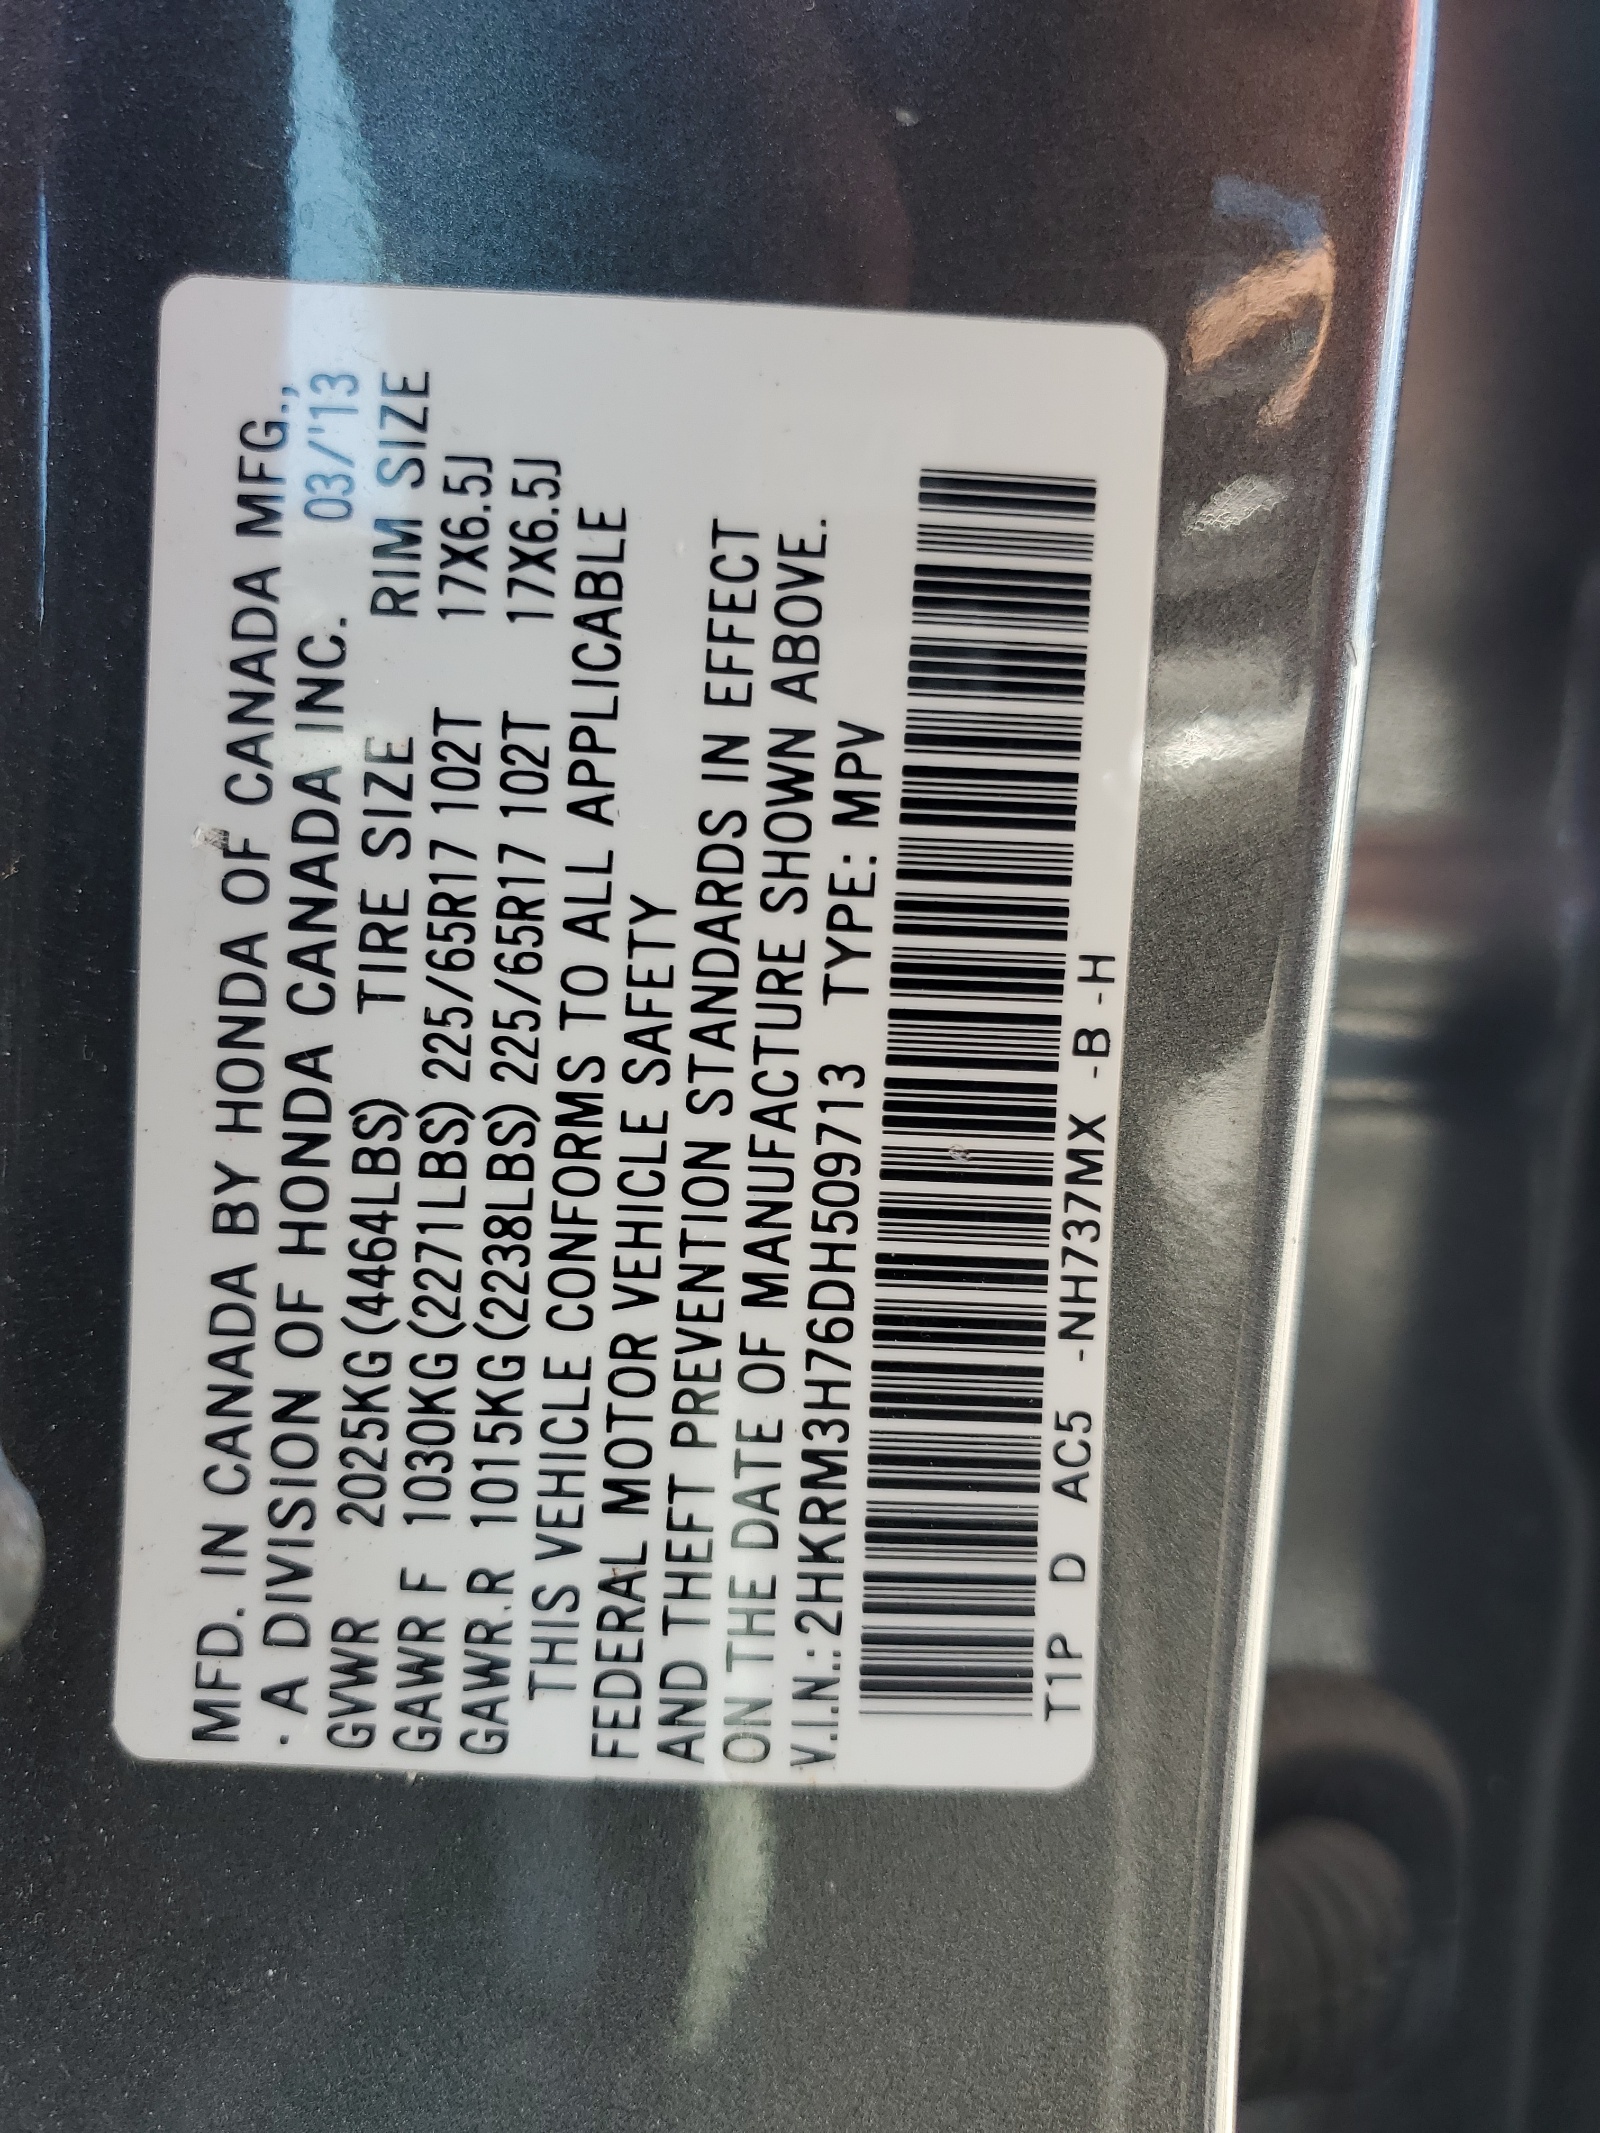 MFD. IN CANADA BY HONDA OF CANADA MFG.,
A DIVISION OF HONDA CANADA INC. 03/'13
GVWR 2025KG (4464LBS) TIRE SIZE RIM SIZE
GAWR F 1030KG (2271LBS) 225/65R17 102T 17X6.5J
GAWR R 1015KG (2238LBS) 225/65R17 102T 17X6.5J
THIS VEHICLE CONFORMS TO ALL APPLICABLE
FEDERAL MOTOR VEHICLE SAFETY
AND THEFT PREVENTION STANDARDS IN EFFECT
ON THE DATE OF MANUFACTURE SHOWN ABOVE.
V.I.N.: 2HKRM3H76DH509713 TYPE: MPV
T1P D AC5 -NH737MX -B -H